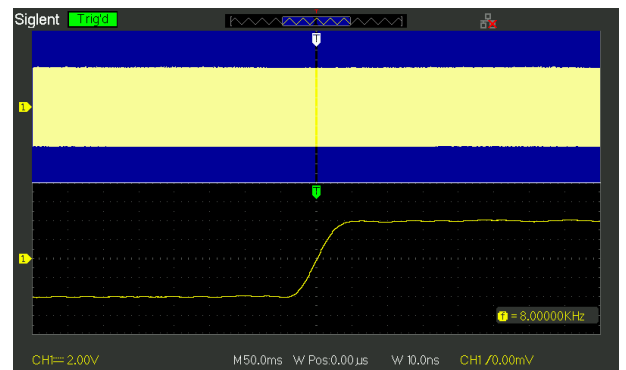 Siglent Trig'd
T
1
T
1
f = 8.00000KHz
CH1 2.00V M50.0ms W Pos:0.00µs W 10.0ns CH1 / 0.00mV